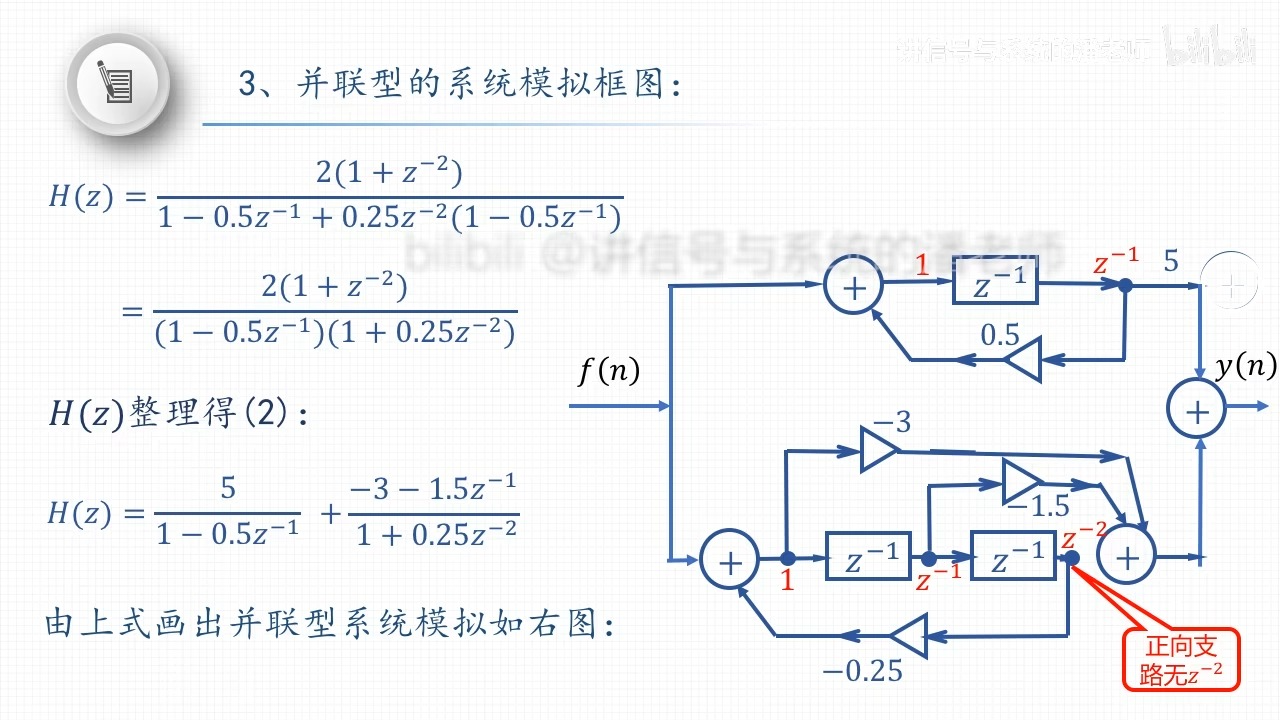 讲信号与系统的潘老师 bilibili
3、并联型的系统模拟框图：
H(z) = 2(1 + z⁻²) / (1 − 0.5z⁻¹ + 0.25z⁻²(1 − 0.5z⁻¹))
bilibili @讲信号与系统的潘老师
= 2(1 + z⁻²) / ((1 − 0.5z⁻¹)(1 + 0.25z⁻²))
H(z)整理得(2)：
H(z) = 5 / (1 − 0.5z⁻¹) + (−3 − 1.5z⁻¹) / (1 + 0.25z⁻²)
由上式画出并联型系统模拟如右图：
f(n)
+ 1 z⁻¹ z⁻¹ 5 +
0.5
y(n)
+
−3
−1.5
+ 1 z⁻¹ z⁻¹ z⁻¹ z⁻² +
−0.25
正向支
路无z⁻²